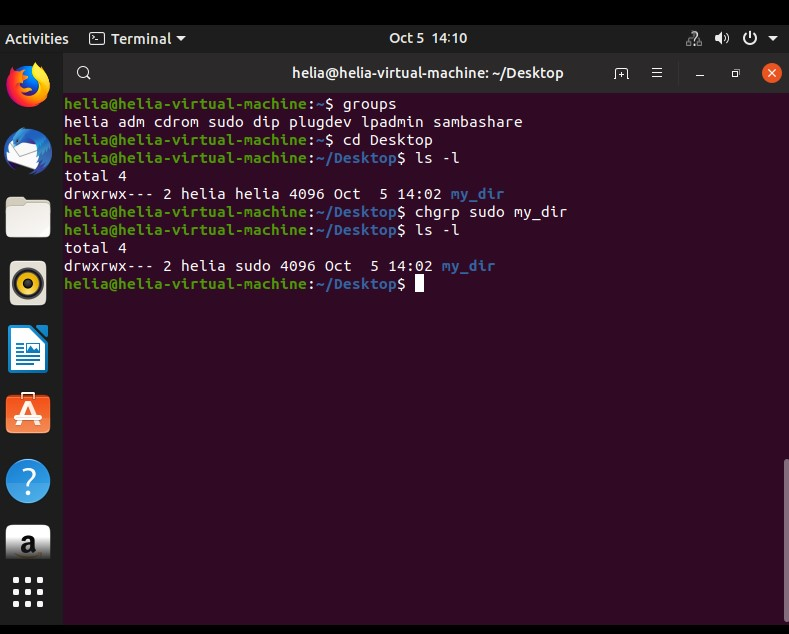 Activities Terminal Oct 5 14:10
helia@helia-virtual-machine: ~/Desktop
helia@helia-virtual-machine:~$ groups
helia adm cdrom sudo dip plugdev lpadmin sambashare
helia@helia-virtual-machine:~$ cd Desktop
helia@helia-virtual-machine:~/Desktop$ ls -l
total 4
drwxrwx--- 2 helia helia 4096 Oct  5 14:02 my_dir
helia@helia-virtual-machine:~/Desktop$ chgrp sudo my_dir
helia@helia-virtual-machine:~/Desktop$ ls -l
total 4
drwxrwx--- 2 helia sudo 4096 Oct  5 14:02 my_dir
helia@helia-virtual-machine:~/Desktop$
?
a